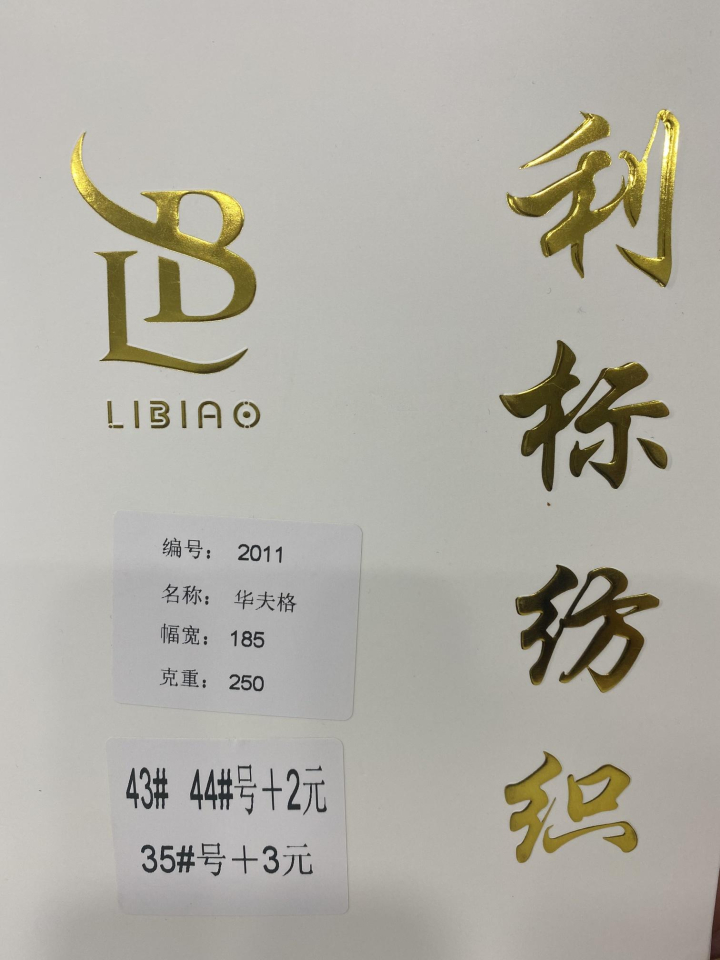 LB
LIBIAO
利标纺织
编号： 2011
名称： 华夫格
幅宽： 185
克重： 250
43# 44#号+2元
35#号+3元